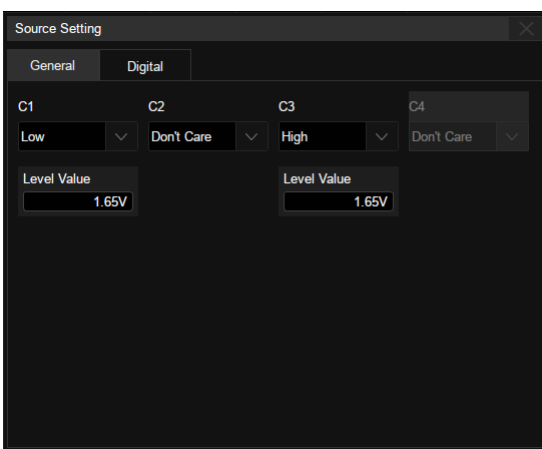 Source Setting
General Digital
C1 C2 C3 C4
Low Don't Care High Don't Care
Level Value Level Value
1.65V 1.65V